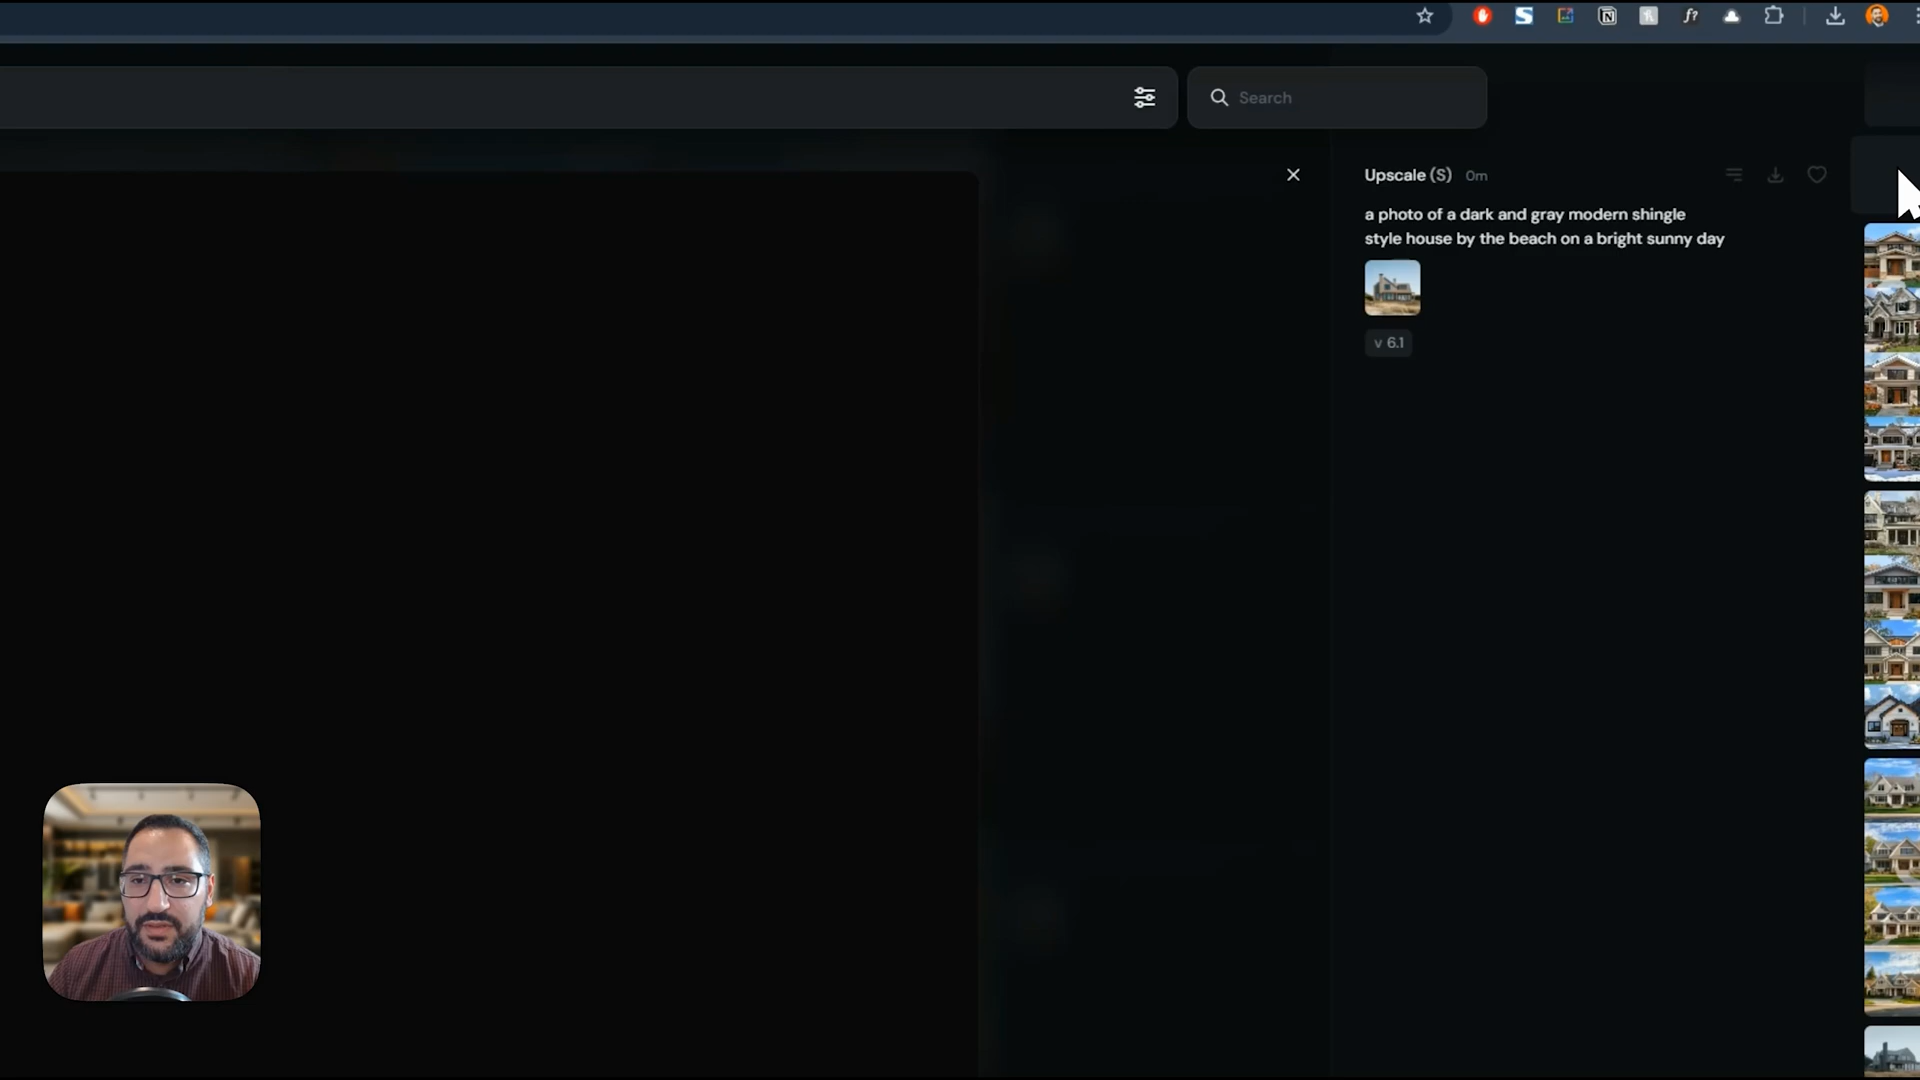 Search
Upscale (S) 0m
a photo of a dark and gray modern shingle
style house by the beach on a bright sunny day
v 6.1